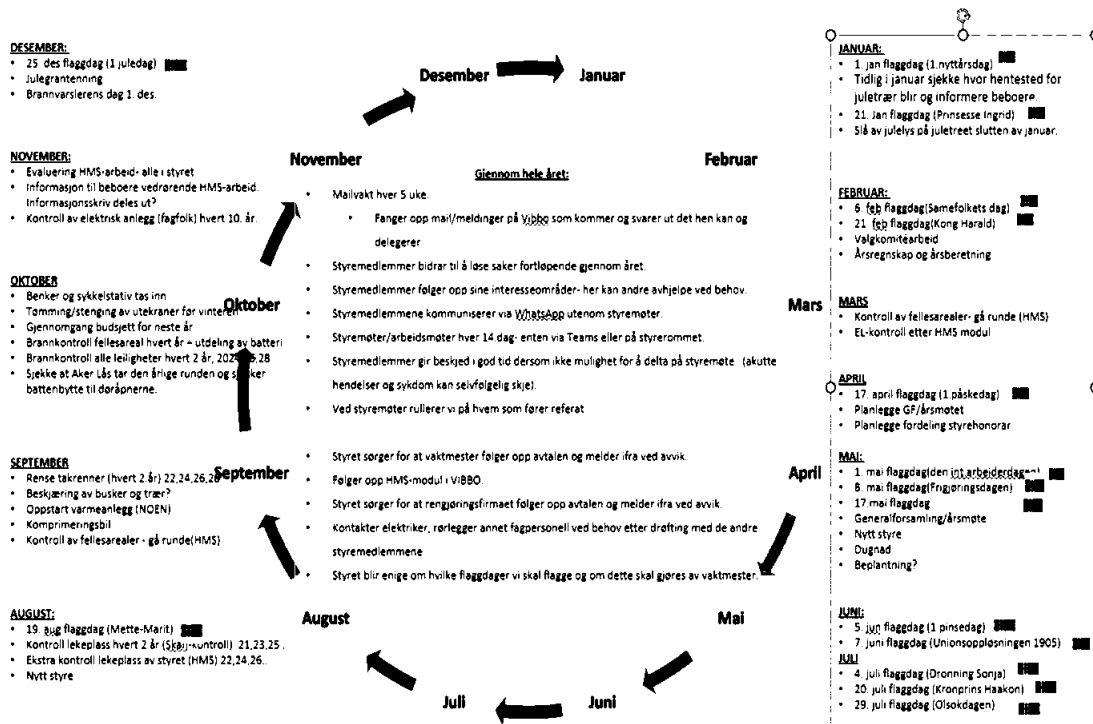 DESEMBER:
• 25 des flaggdag (1 juledag)
• Julegrantenning
• Brannvarslerens dag 1. des.
NOVEMBER:
• Evaluering HMS-arbeid- alle i styret
• Informasjon til beboere vedrørende HMS-arbeid.
Informasjonsskriv deles ut?
• Kontroll av elektrisk anlegg (fagfolk) hvert 10. år.
OKTOBER
• Benker og sykkelstativ tas inn
• Tømming/stenging av utekraner før vinteren
• Gjennomgang budsjett for neste år
• Brannkontroll fellesareal hvert år + utdeling av batteri
• Brannkontroll alle leiligheter hvert 2 år, 28
• Sjekke at Aker Lås tar den årlige runden og
battenbytte til døråpnerne.
SEPTEMBER
• Rense takrenner (hvert 2.år) 22,24,26,28
• Beskjæring av busker og trær?
• Oppstart varmeanlegg (NOEN)
• Komprimeringsbil
• Kontroll av fellesarealer - gå runde(HMS)
AUGUST:
• 19. aug flaggdag (Mette-Marit)
• Kontroll lekeplass hvert 2 år 21,23,25.
• Ekstra kontroll lekeplass av styret (HMS) 22,24,26..
• Nytt styre
Desember
Januar
November
Februar
Oktober
Mars
September
April
August
Mai
Juli
Juni
Gjennom hele året:
• Mailvakt hver 5 uke.
• Fanger opp mail/meldinger på Vibbo som kommer og svarer ut det hen kan og
delegerer
• Styremedlemmer bidrar til å løse saker fortløpende gjennom året.
• Styremedlemmer følger opp sine interesseområder- her kan andre avhjelpe ved behov.
• Styremedlemmene kommuniserer via WhatsApp utenom styremøter.
• Styremøter/arbeidsmøter hver 14 dag- enten via Teams eller på styrerommet.
• Styremedlemmer gir beskjed i god tid dersom ikke mulighet for å delta på styremøte (akutte
hendelser og sykdom kan selvfølgelig skje).
• Ved styremøter rullerer vi på hvem som fører referat
• Styret sørger for at vaktmester følger opp avtalen og melder ifra ved avvik.
• Følger opp HMS-modul i VIBBO.
• Styret sørger for at rengjøringsfirmaet følger opp avtalen og melder ifra ved avvik.
• Kontakter elektriker, rørlegger annet fagpersonell ved behov etter drøfting med de andre
styremedlemmene
• Styret blir enige om hvilke flaggdager vi skal flagge og om dette skal gjøres av vaktmester.
JANUAR:
• 1. jan flaggdag (1.nyttårsdag)
• Tidlig i januar sjekke hvor hentested for
juletrær blir og informere beboere.
• 21. Jan flaggdag (Prinsesse Ingrid)
• Slå av julelys på juletreet slutten av januar.
FEBRUAR:
• 6. feb flaggdag(Samefolkets dag)
• 21 feb flaggdag(Kong Harald)
• Valgkomitéarbeid
• Årsregnskap og årsberetning
MARS
• Kontroll av fellesarealer- gå runde (HMS)
• EL-kontroll etter HMS modul
APRIL
• 17. april flaggdag (1.påskedag)
• Planlegge GF/årsmøtet
• Planlegge fordeling styrehonorar
MAI:
• 1. mai flaggdag(den int arbeiderdagen)
• 8. mai flaggdag(Frigjøringsdagen)
• 17.mai flaggdag
• Generalforsamling/årsmøte
• Nytt styre
• Dugnad
• Beplantning?
JUNI:
• 5. jun flaggdag (1 pinsedag)
• 7. juni flaggdag (Unionsoppløsningen 1905)
JULI
• 4. juli flaggdag (Dronning Sonja)
• 20. juli flaggdag (Kronprins Haakon)
• 29. juli flaggdag (Olsokdagen)